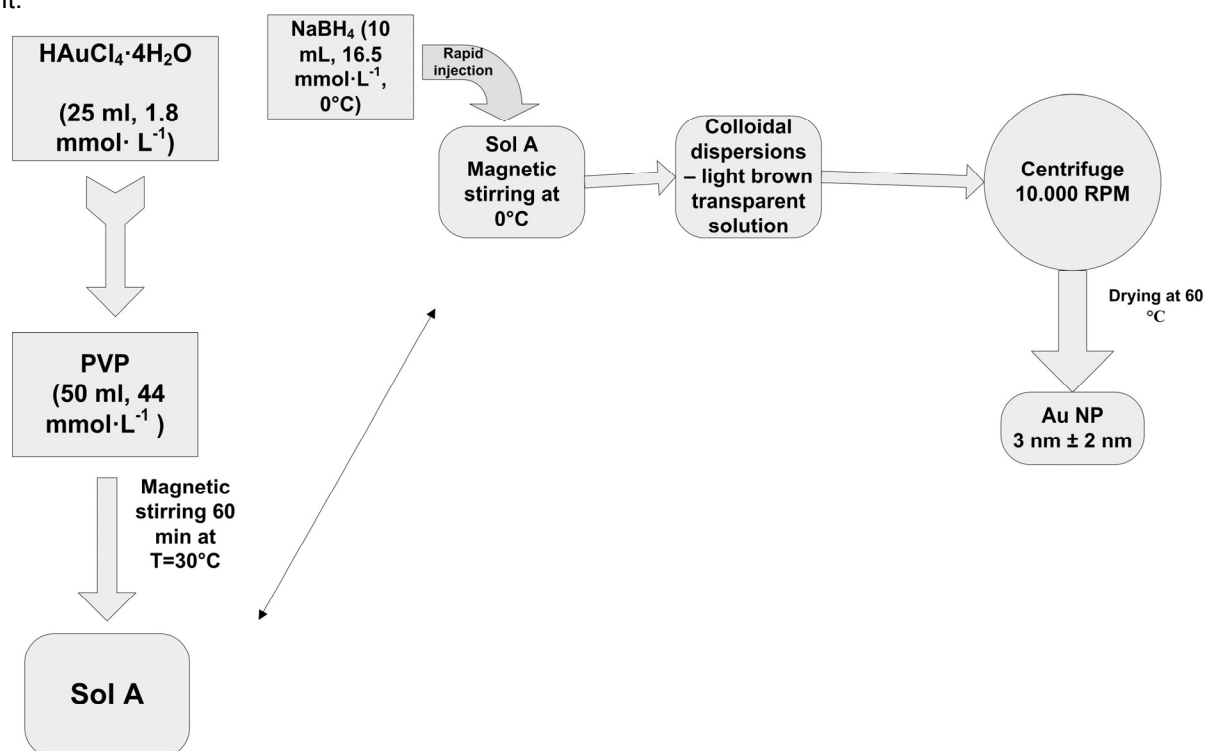 it.
HAuCl₄·4H₂O
(25 ml, 1.8
mmol· L⁻¹)
PVP
(50 ml, 44
mmol·L⁻¹ )
Magnetic
stirring 60
min at
T=30°C
Sol A
NaBH₄ (10
mL, 16.5
mmol·L⁻¹,
0°C)
Rapid
injection
Sol A
Magnetic
stirring at
0°C
Colloidal
dispersions
– light brown
transparent
solution
Centrifuge
10.000 RPM
Drying at 60
°C
Au NP
3 nm ± 2 nm